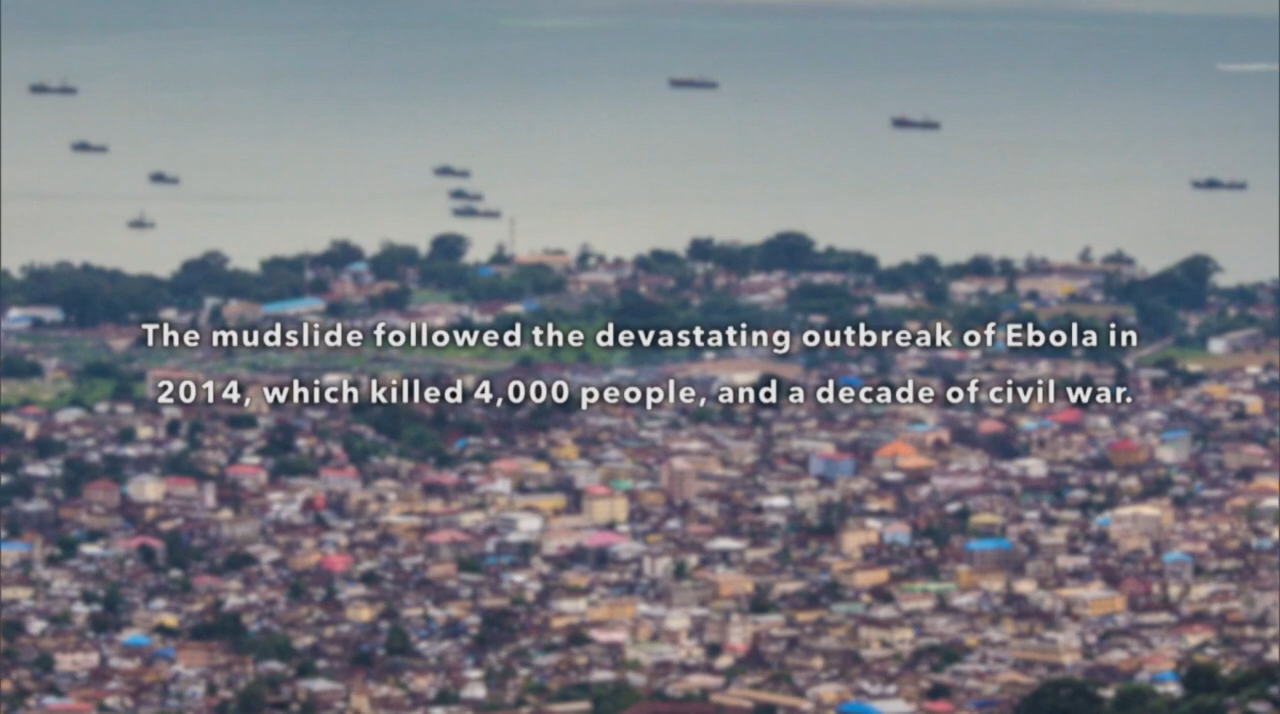 The mudslide followed the devastating outbreak of Ebola in
2014, which killed 4,000 people, and a decade of civil war.